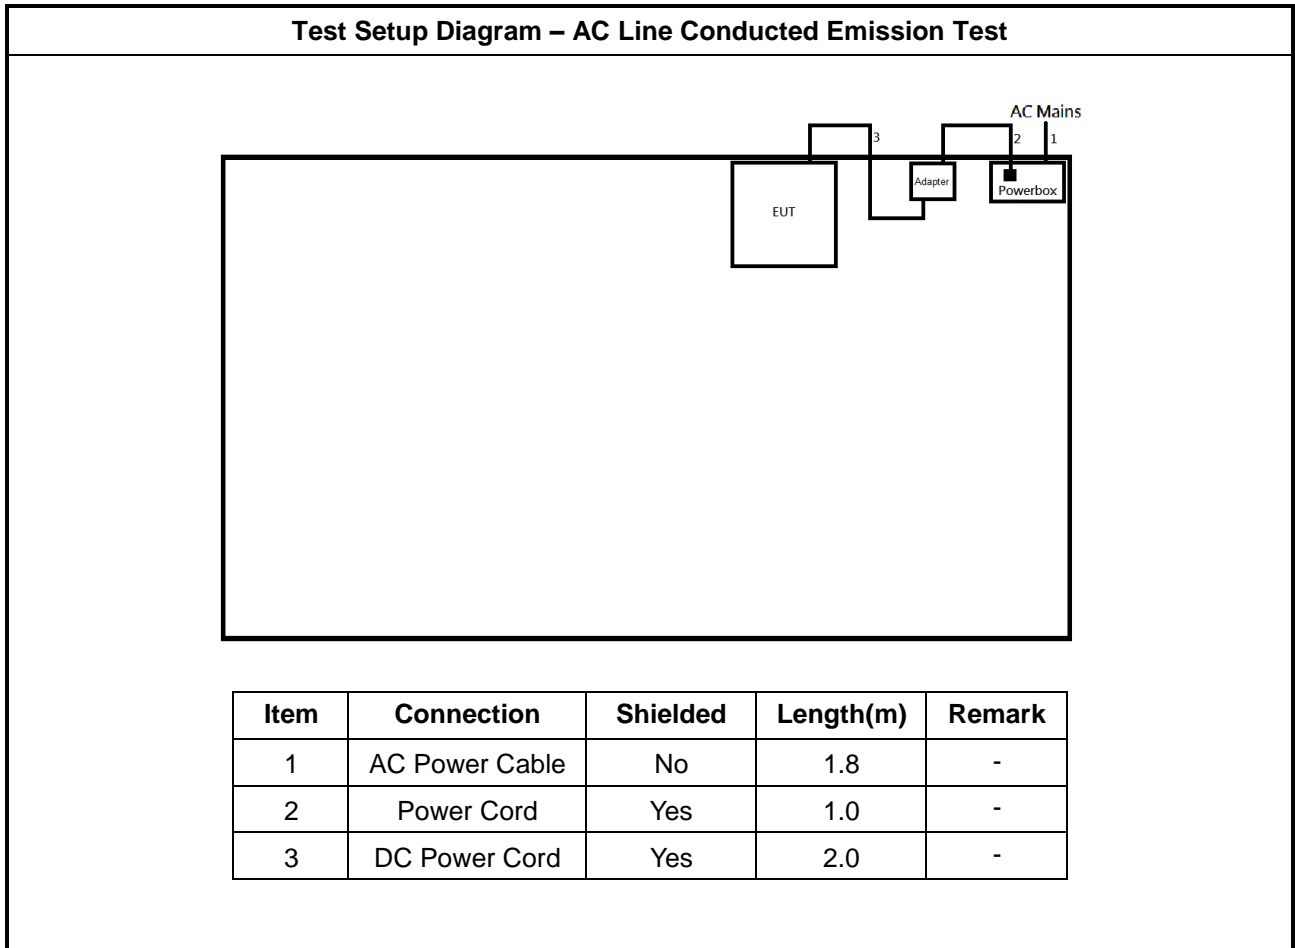 Test Setup Diagram – AC Line Conducted Emission Test
AC Mains
3
2
1
Adapter
Powerbox
EUT
Item Connection Shielded Length(m) Remark
1 AC Power Cable No 1.8 -
2 Power Cord Yes 1.0 -
3 DC Power Cord Yes 2.0 -